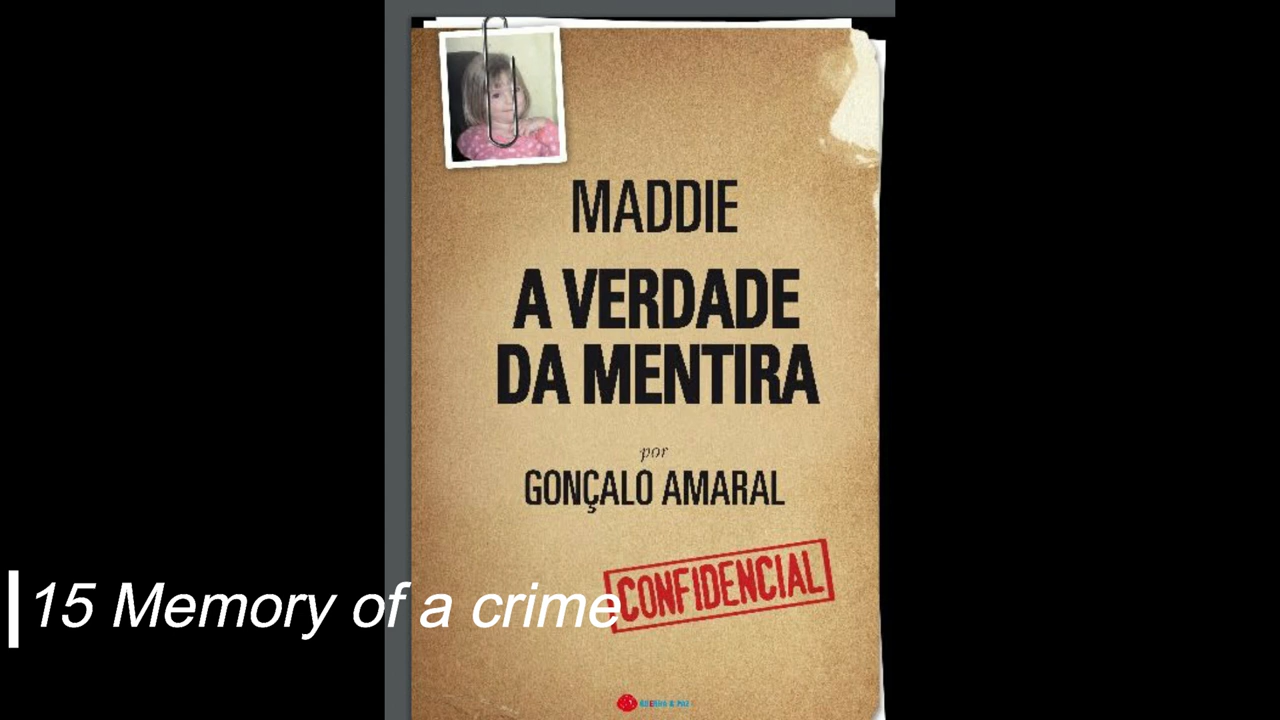 MADDIE
A VERDADE
DA MENTIRA
por
GONÇALO AMARAL
CONFIDENCIAL
15 Memory of a crime